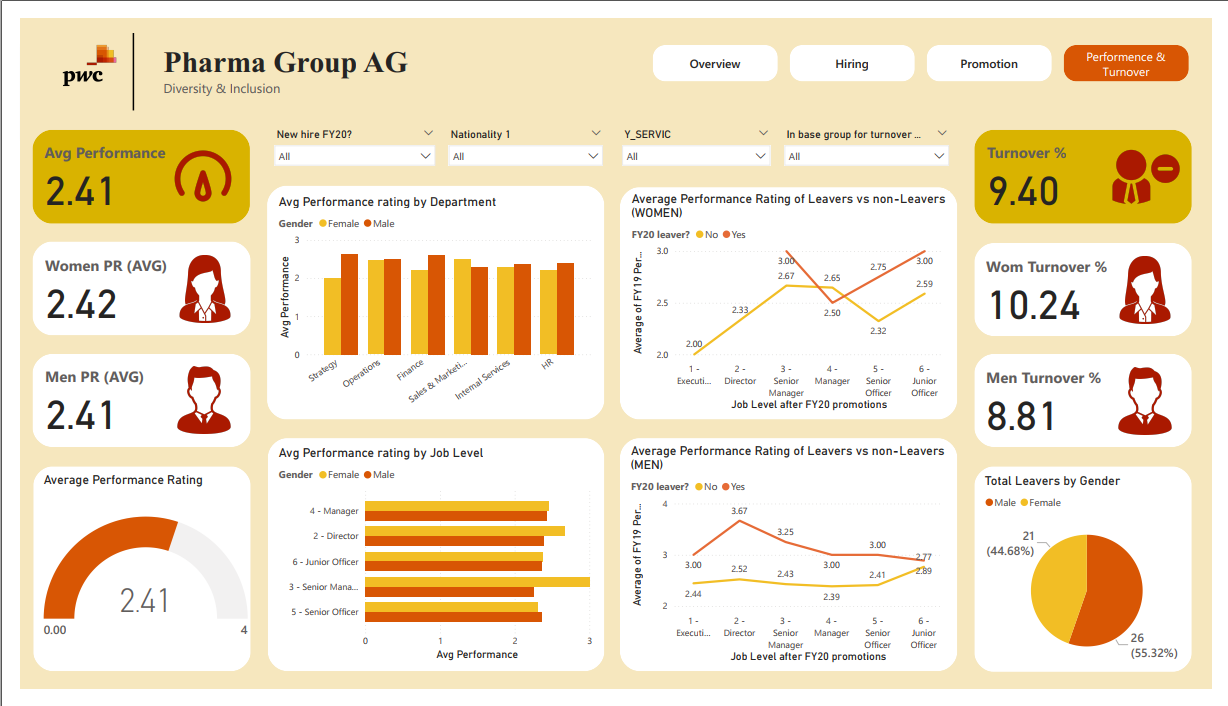 pwc
Pharma Group AG
Diversity & Inclusion
Overview
Hiring
Promotion
Performence &
Turnover
Avg Performance
2.41
Women PR (AVG)
2.42
Men PR (AVG)
2.41
Average Performance Rating
2.41
0.00
4
New hire FY20?
All
Nationality 1
All
Y_SERVIC
All
In base group for turnover ...
All
Avg Performance rating by Department
Gender Female Male
Avg Performance
3
2
1
0
Strategy
Operations
Finance
Sales & Marketi...
Internal Services
HR
Avg Performance rating by Job Level
Gender Female Male
4 - Manager
2 - Director
6 - Junior Officer
3 - Senior Mana...
5 - Senior Officer
0 1 2 3
Avg Performance
Average Performance Rating of Leavers vs non-Leavers
(WOMEN)
FY20 leaver? No Yes
Average of FY19 Per...
3.0
2.5
2.0
2.00
2.33
3.00
2.67
2.65
2.50
2.75
2.32
3.00
2.59
1 -
Executi...
2 -
Director
3 -
Senior
Manager
4 -
Manager
5 -
Senior
Officer
6 -
Junior
Officer
Job Level after FY20 promotions
Average Performance Rating of Leavers vs non-Leavers
(MEN)
FY20 leaver? No Yes
Average of FY19 Per...
4
3
2
3.00
2.44
3.67
2.52
3.25
2.43
3.00
2.39
3.00
2.41
2.77
2.89
1 -
Executi...
2 -
Director
3 -
Senior
Manager
4 -
Manager
5 -
Senior
Officer
6 -
Junior
Officer
Job Level after FY20 promotions
Turnover %
9.40
Wom Turnover %
10.24
Men Turnover %
8.81
Total Leavers by Gender
Male Female
21
(44.68%)
26
(55.32%)